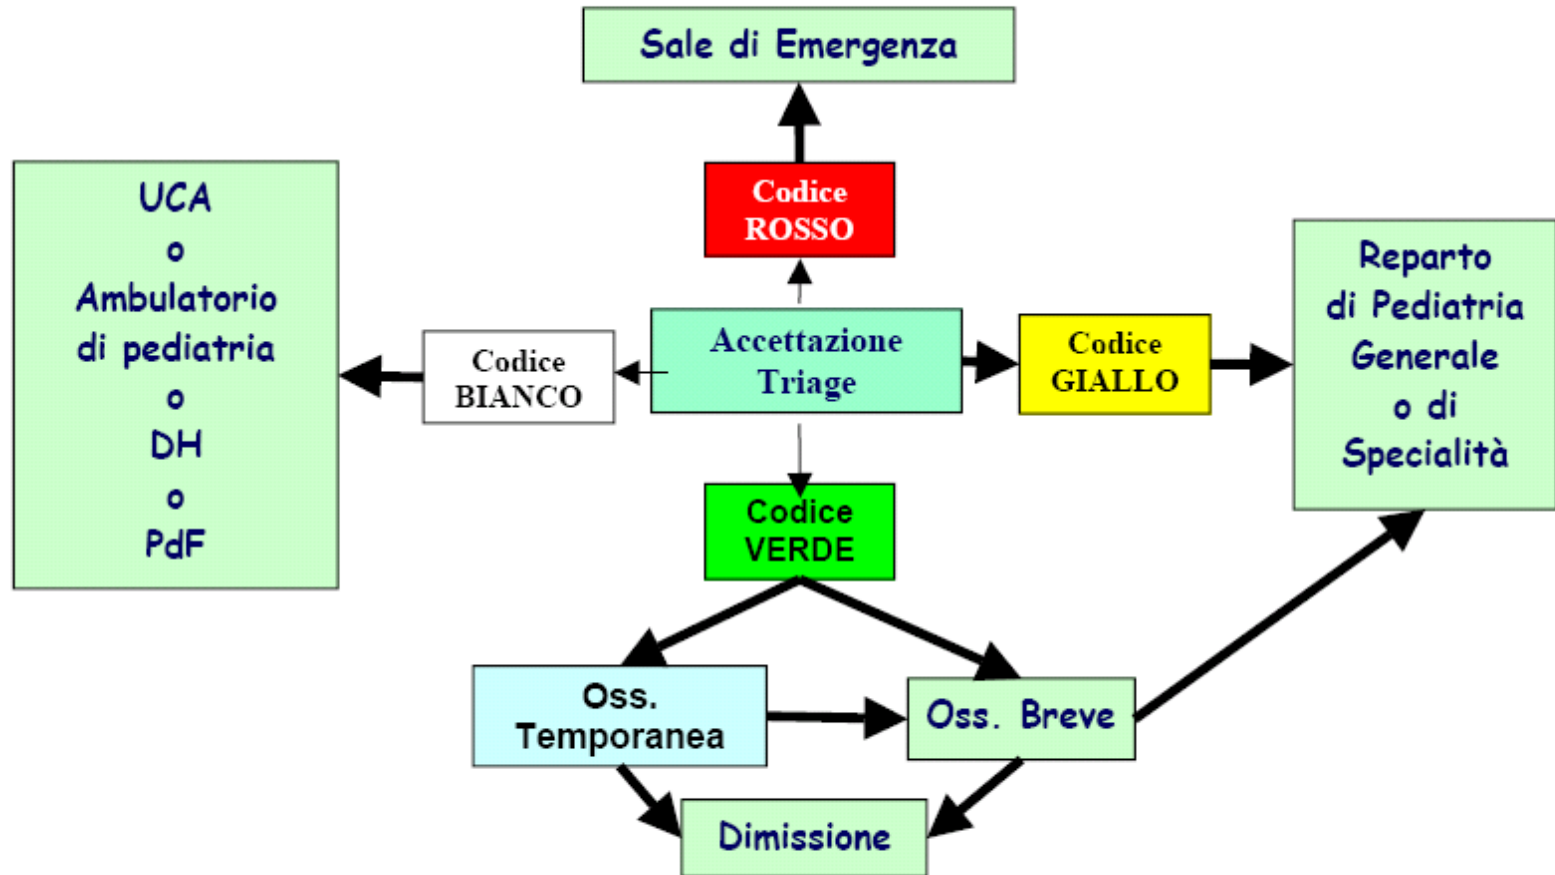 Sale di Emergenza
Codice
ROSSO
UCA
o
Ambulatorio
di pediatria
o
DH
o
PdF
Codice
BIANCO
Accettazione
Triage
Codice
GIALLO
Reparto
di Pediatria
Generale
o di
Specialità
Codice
VERDE
Oss.
Temporanea
Oss. Breve
Dimissione